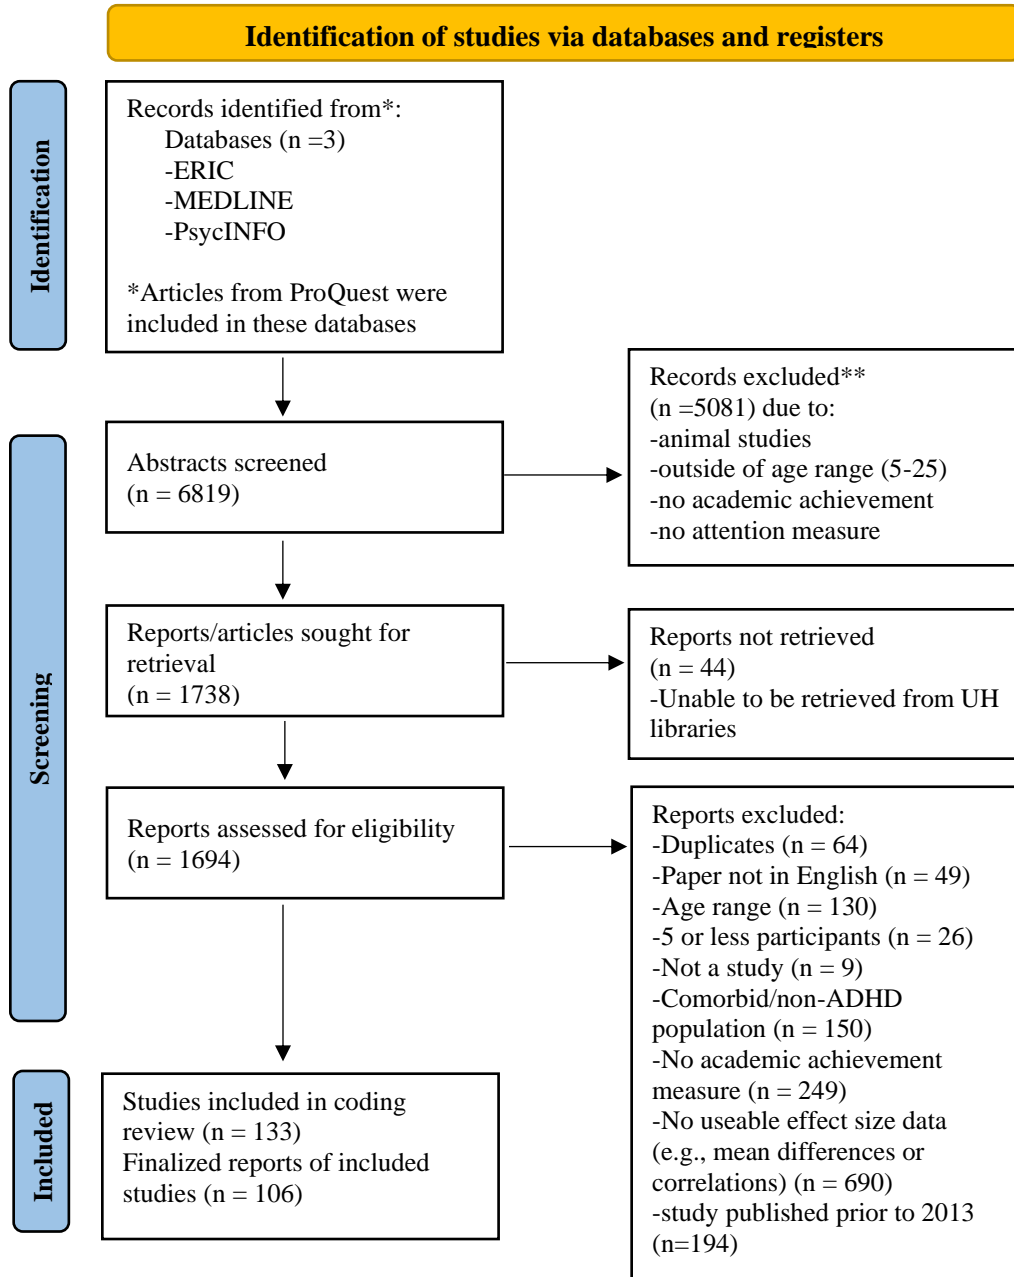 Identification of studies via databases and registers
Identification
Records identified from*:
Databases (n =3)
-ERIC
-MEDLINE
-PsycINFO
*Articles from ProQuest were
included in these databases
Records excluded**
(n =5081) due to:
-animal studies
-outside of age range (5-25)
-no academic achievement
-no attention measure
Screening
Abstracts screened
(n = 6819)
Reports/articles sought for
retrieval
(n = 1738)
Reports not retrieved
(n = 44)
-Unable to be retrieved from UH
libraries
Reports assessed for eligibility
(n = 1694)
Reports excluded:
-Duplicates (n = 64)
-Paper not in English (n = 49)
-Age range (n = 130)
-5 or less participants (n = 26)
-Not a study (n = 9)
-Comorbid/non-ADHD
population (n = 150)
-No academic achievement
measure (n = 249)
-No useable effect size data
(e.g., mean differences or
correlations) (n = 690)
-study published prior to 2013
(n=194)
Included
Studies included in coding
review (n = 133)
Finalized reports of included
studies (n = 106)